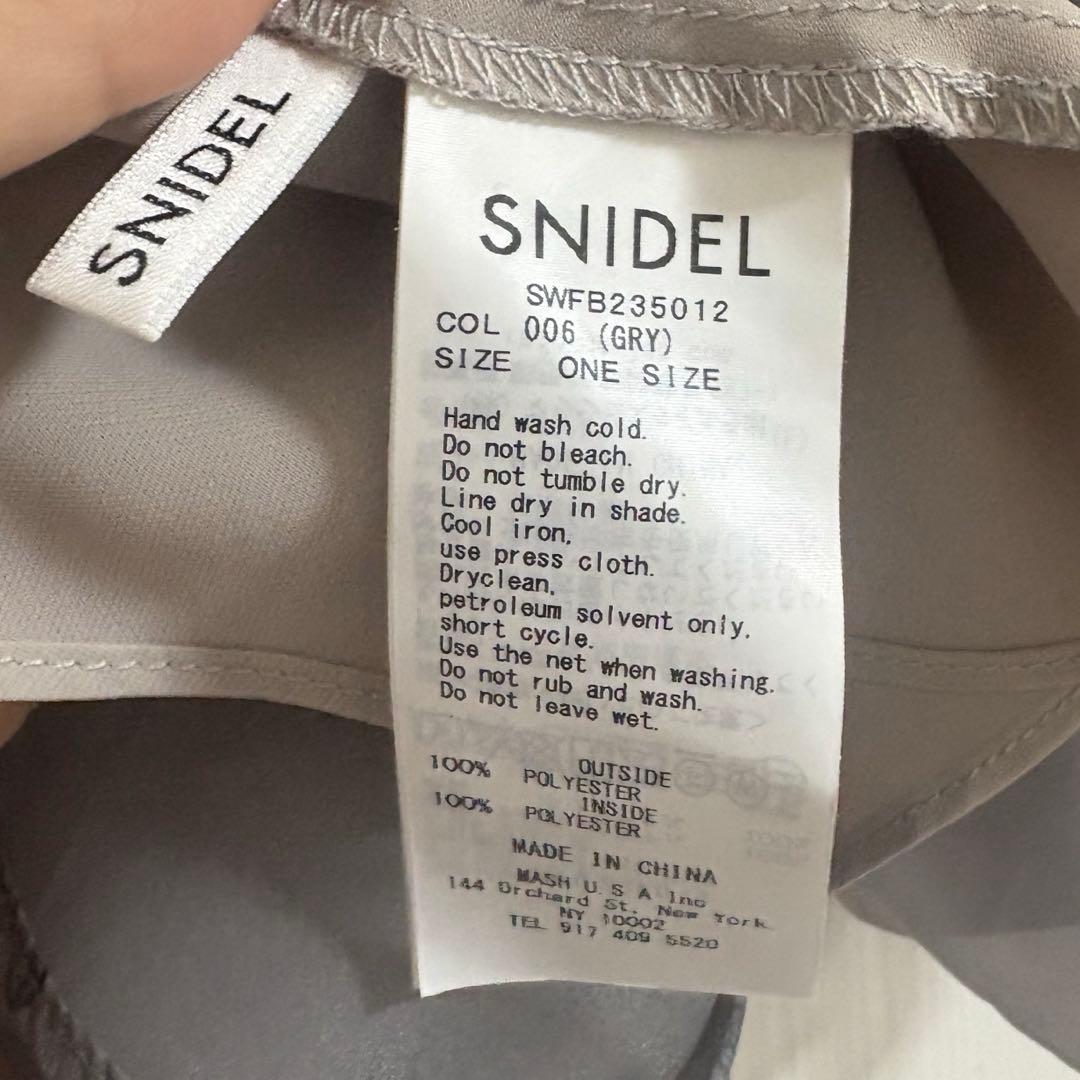 SNIDEL
SNIDEL
SWFB235012
COL 006 (GRY)
SIZE ONE SIZE
Hand wash cold.
Do not bleach.
Do not tumble dry.
Line dry in shade.
Cool iron,
use press cloth.
Dryclean,
petroleum solvent only,
short cycle.
Use the net when washing.
Do not rub and wash.
Do not leave wet.
OUTSIDE
100% POLYESTER
INSIDE
100% POLYESTER
MADE IN CHINA
MASH U.S A Inc
144 Orchard St. New York
NY 10002
TEL 917 409 5520